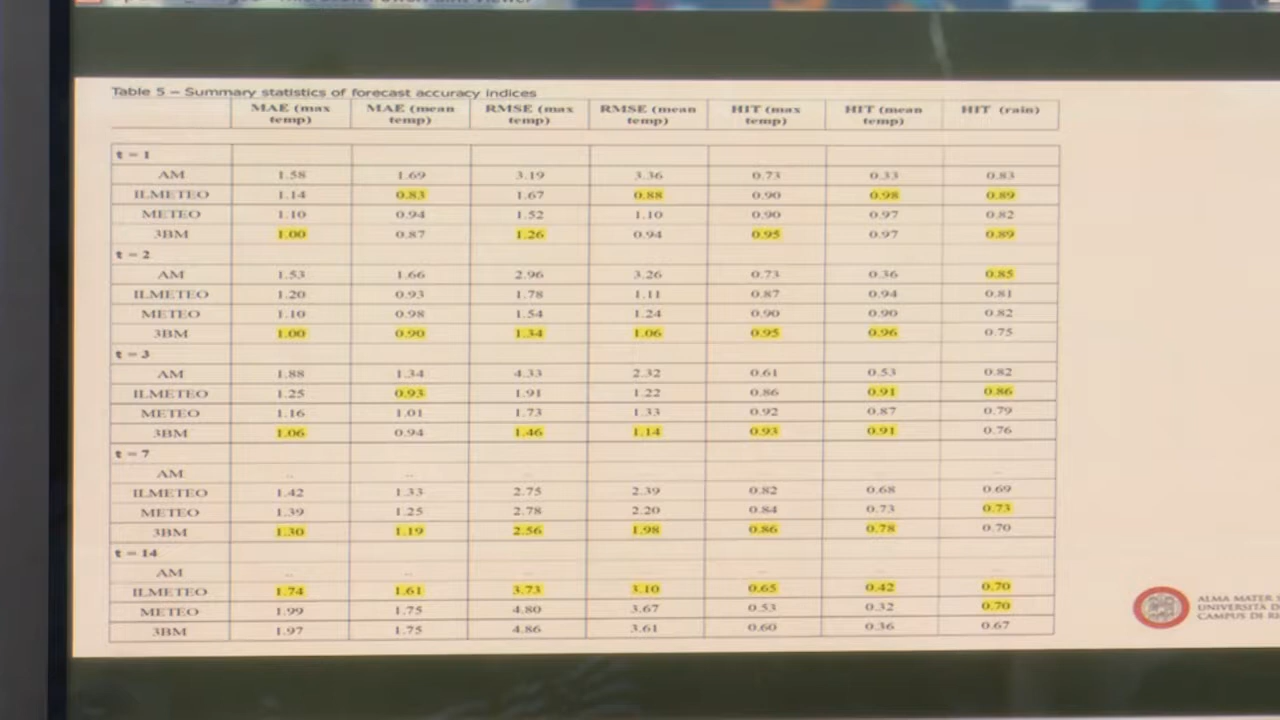 Table 5 – Summary statistics of forecast accuracy indices
MAE (max temp) MAE (mean temp) RMSE (max temp) RMSE (mean temp) HIT (max temp) HIT (mean temp) HIT (rain)
t = 1
AM 1.58 1.69 3.19 3.36 0.73 0.33 0.83
ILMETEO 1.14 0.83 1.67 0.88 0.90 0.98 0.89
METEO 1.10 0.94 1.52 1.10 0.90 0.97 0.82
3BM 1.00 0.87 1.26 0.94 0.95 0.97 0.89
t = 2
AM 1.53 1.66 2.96 3.26 0.73 0.36 0.85
ILMETEO 1.20 0.93 1.78 1.11 0.87 0.94 0.81
METEO 1.10 0.98 1.54 1.24 0.90 0.90 0.82
3BM 1.00 0.90 1.34 1.06 0.95 0.96 0.75
t = 3
AM 1.88 1.34 4.33 2.32 0.61 0.53 0.82
ILMETEO 1.25 0.93 1.91 1.22 0.86 0.91 0.86
METEO 1.16 1.01 1.73 1.33 0.92 0.87 0.79
3BM 1.06 0.94 1.46 1.14 0.93 0.91 0.76
t = 7
AM .. .. .. .. .. .. ..
ILMETEO 1.42 1.33 2.75 2.39 0.82 0.68 0.69
METEO 1.39 1.25 2.78 2.20 0.84 0.73 0.73
3BM 1.30 1.19 2.56 1.98 0.86 0.78 0.70
t = 14
AM .. .. .. .. .. .. ..
ILMETEO 1.74 1.61 3.73 3.10 0.65 0.42 0.70
METEO 1.99 1.75 4.80 3.67 0.53 0.32 0.70
3BM 1.97 1.75 4.86 3.61 0.60 0.36 0.67
ALMA MATER S
UNIVERSITÀ D
CAMPUS DI RI